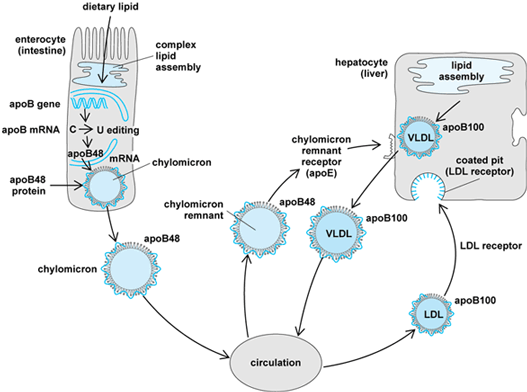 dietary lipid
enterocyte
(intestine)
complex
lipid
assembly
apoB gene
apoB mRNA
C
U editing
apoB48
mRNA
apoB48
protein
chylomicron
chylomicron
apoB48
chylomicron
remnant
apoB48
chylomicron
remnant
receptor
(apoE)
hepatocyte
(liver)
lipid
assembly
VLDL
apoB100
coated pit
(LDL receptor)
VLDL
apoB100
LDL receptor
LDL
apoB100
circulation